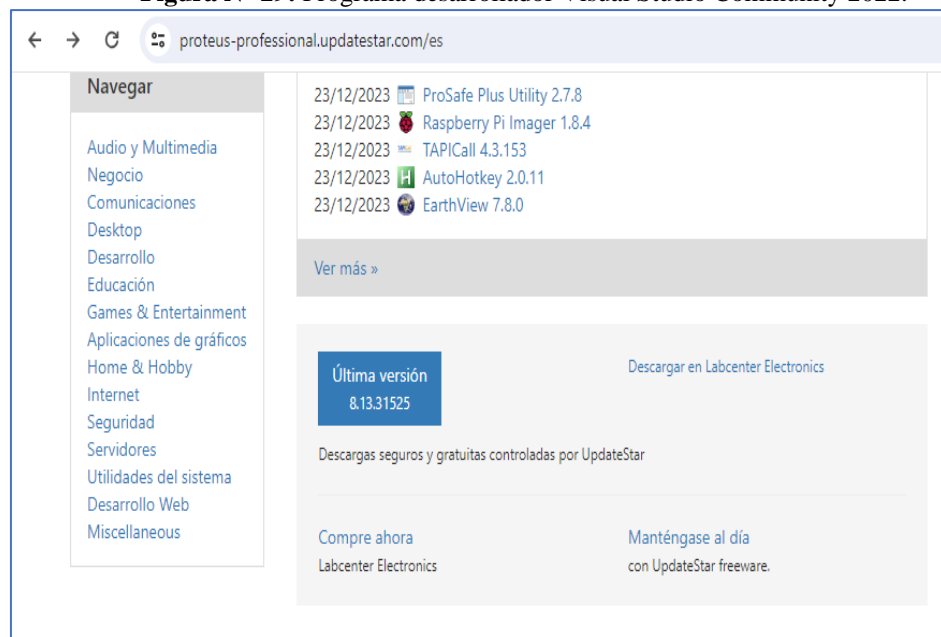 Figura N° 29: Programa desarrollador Visual Studio Community 2022.
proteus-professional.updatestar.com/es
Navegar
Audio y Multimedia
Negocio
Comunicaciones
Desktop
Desarrollo
Educación
Games & Entertainment
Aplicaciones de gráficos
Home & Hobby
Internet
Seguridad
Servidores
Utilidades del sistema
Desarrollo Web
Miscellaneous
23/12/2023 ProSafe Plus Utility 2.7.8
23/12/2023 Raspberry Pi Imager 1.8.4
23/12/2023 TAPICall 4.3.153
23/12/2023 AutoHotkey 2.0.11
23/12/2023 EarthView 7.8.0
Ver más »
Última versión
8.13.31525
Descargar en Labcenter Electronics
Descargas seguros y gratuitas controladas por UpdateStar
Compre ahora
Labcenter Electronics
Manténgase al día
con UpdateStar freeware.